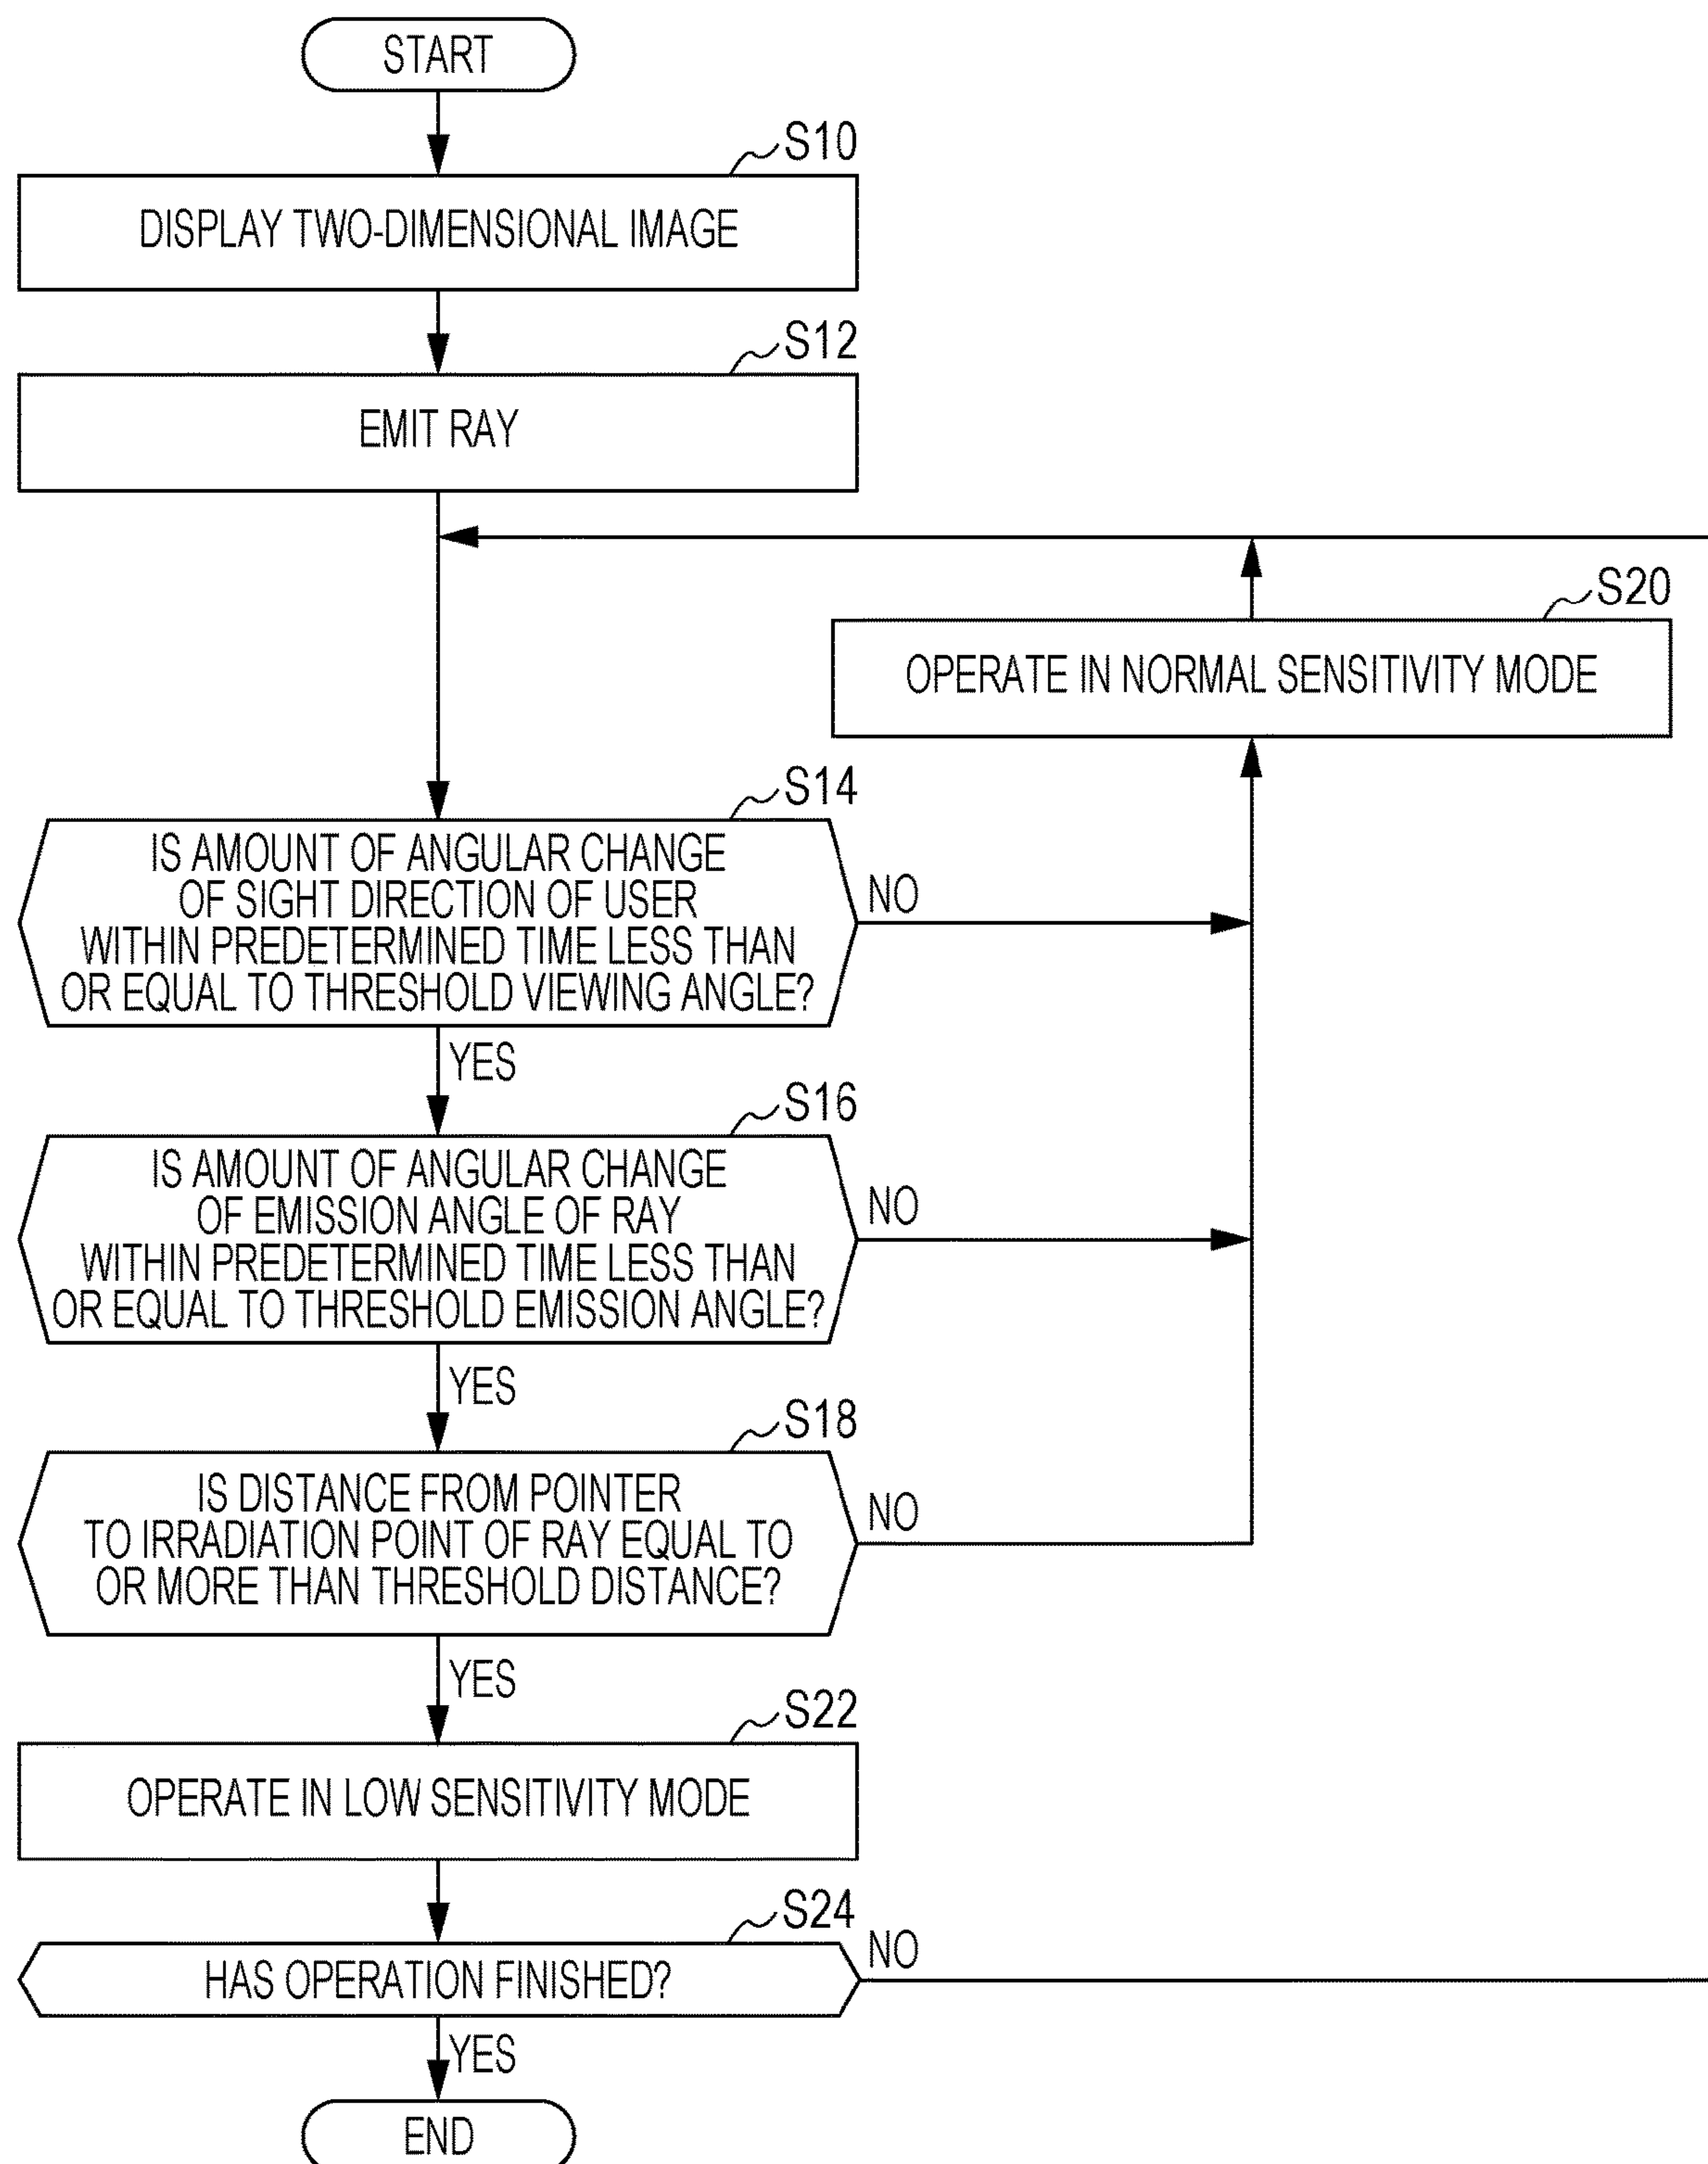 START
S10
DISPLAY TWO-DIMENSIONAL IMAGE
S12
EMIT RAY
S20
OPERATE IN NORMAL SENSITIVITY MODE
S14
IS AMOUNT OF ANGULAR CHANGE
OF SIGHT DIRECTION OF USER
WITHIN PREDETERMINED TIME LESS THAN
OR EQUAL TO THRESHOLD VIEWING ANGLE?
NO
YES
S16
IS AMOUNT OF ANGULAR CHANGE
OF EMISSION ANGLE OF RAY
WITHIN PREDETERMINED TIME LESS THAN
OR EQUAL TO THRESHOLD EMISSION ANGLE?
NO
YES
S18
IS DISTANCE FROM POINTER
TO IRRADIATION POINT OF RAY EQUAL TO
OR MORE THAN THRESHOLD DISTANCE?
NO
YES
S22
OPERATE IN LOW SENSITIVITY MODE
S24
HAS OPERATION FINISHED?
NO
YES
END